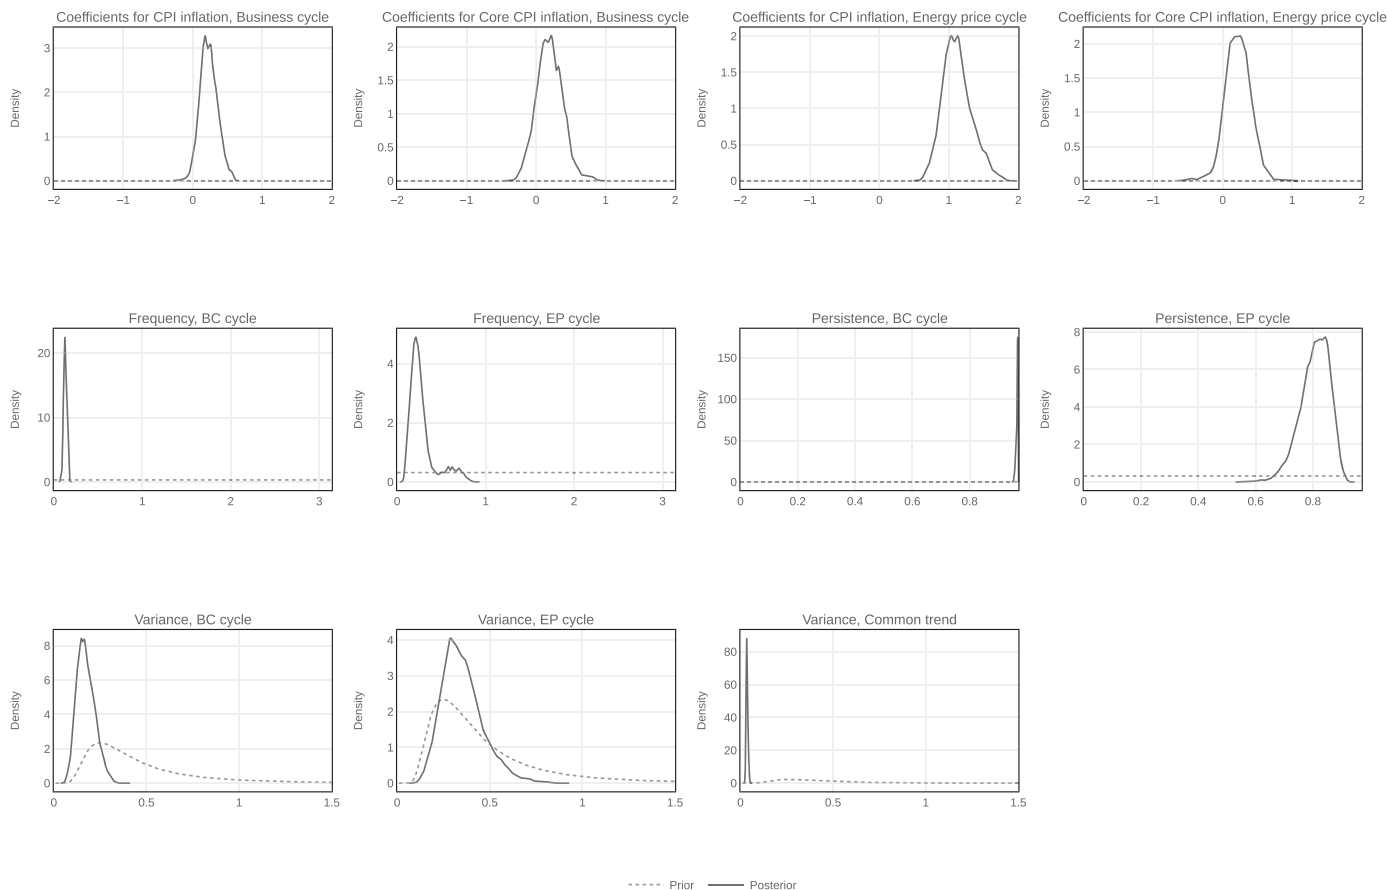 Coefficients for CPI inflation, Business cycle
Density
3
2
1
0
−2 −1 0 1 2
Coefficients for Core CPI inflation, Business cycle
Density
2
1.5
1
0.5
0
−2 −1 0 1 2
Coefficients for CPI inflation, Energy price cycle
Density
2
1.5
1
0.5
0
−2 −1 0 1 2
Coefficients for Core CPI inflation, Energy price cycle
Density
2
1.5
1
0.5
0
−2 −1 0 1 2
Frequency, BC cycle
Density
20
10
0
0 1 2 3
Frequency, EP cycle
Density
4
2
0
0 1 2 3
Persistence, BC cycle
Density
150
100
50
0
0 0.2 0.4 0.6 0.8
Persistence, EP cycle
Density
8
6
4
2
0
0 0.2 0.4 0.6 0.8
Variance, BC cycle
Density
8
6
4
2
0
0 0.5 1 1.5
Variance, EP cycle
Density
4
3
2
1
0
0 0.5 1 1.5
Variance, Common trend
Density
80
60
40
20
0
0 0.5 1 1.5
Prior Posterior